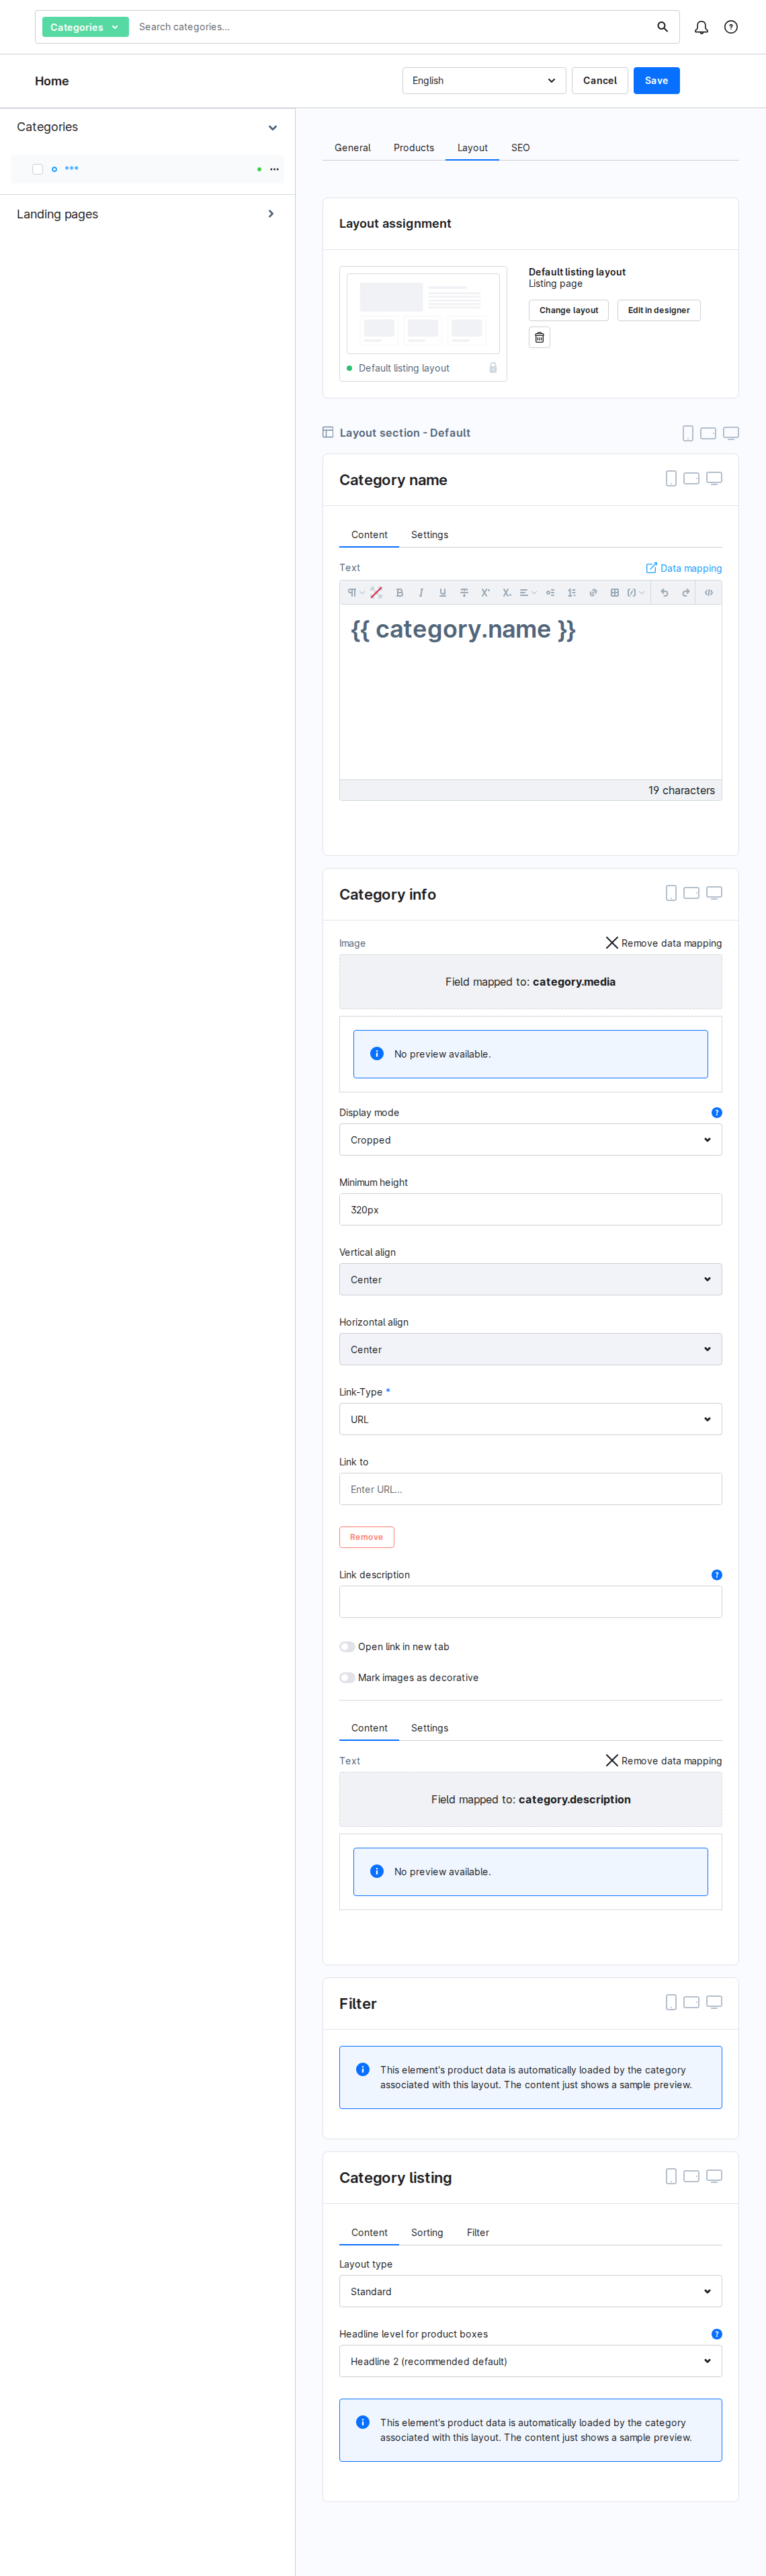 Categories
Search categories...
Home
English
Cancel
Save
Categories
***
Landing pages
General
Products
Layout
SEO
Layout assignment
Default listing layout
Default listing layout
Listing page
Change layout
Edit in designer
Layout section - Default
Category name
Content
Settings
Text
Data mapping
{{ category.name }}
19 characters
Category info
Image
Remove data mapping
Field mapped to: category.media
No preview available.
Display mode
Cropped
Minimum height
320px
Vertical align
Center
Horizontal align
Center
Link-Type *
URL
Link to
Enter URL...
Remove
Link description
Open link in new tab
Mark images as decorative
Content
Settings
Text
Remove data mapping
Field mapped to: category.description
No preview available.
Filter
This element's product data is automatically loaded by the category
associated with this layout. The content just shows a sample preview.
Category listing
Content
Sorting
Filter
Layout type
Standard
Headline level for product boxes
Headline 2 (recommended default)
This element's product data is automatically loaded by the category
associated with this layout. The content just shows a sample preview.